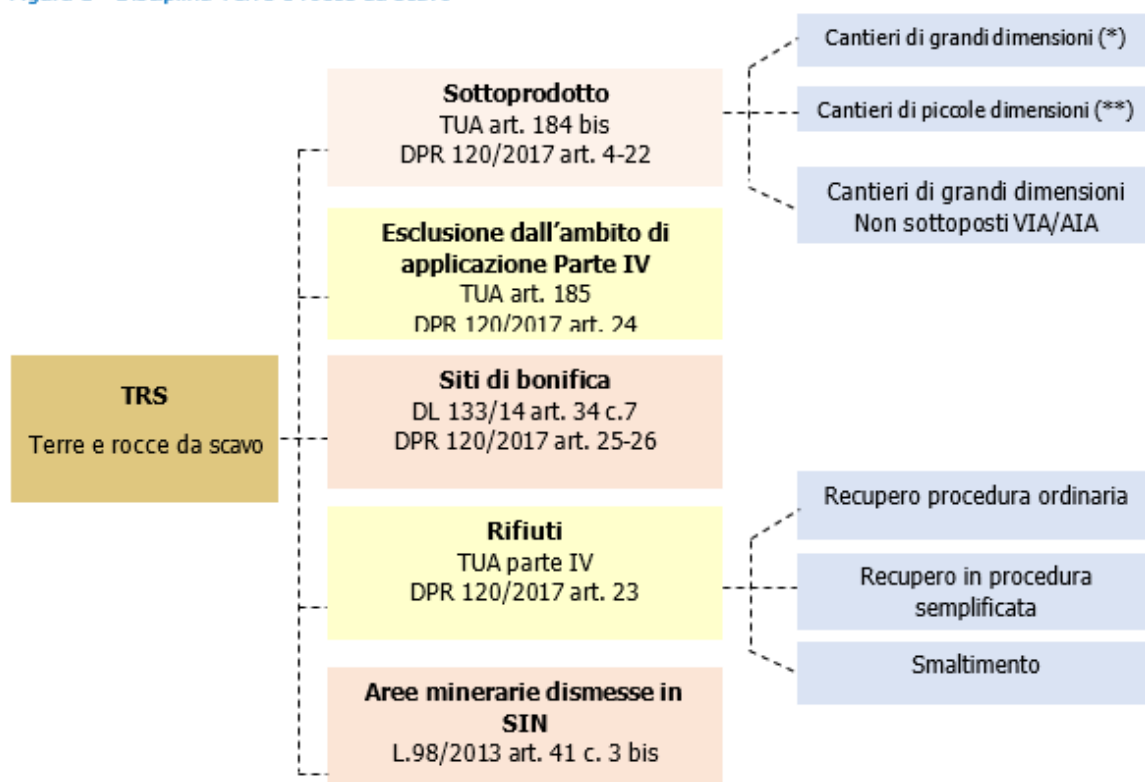 TRS
Terre e rocce da scavo
Sottoprodotto
TUA art. 184 bis
DPR 120/2017 art. 4-22
Cantieri di grandi dimensioni (*)
Cantieri di piccole dimensioni (**)
Cantieri di grandi dimensioni
Non sottoposti VIA/AIA
Esclusione dall'ambito di
applicazione Parte IV
TUA art. 185
DPR 120/2017 art. 24
Siti di bonifica
DL 133/14 art. 34 c.7
DPR 120/2017 art. 25-26
Rifiuti
TUA parte IV
DPR 120/2017 art. 23
Recupero procedura ordinaria
Recupero in procedura
semplificata
Smaltimento
Aree minerarie dismesse in
SIN
L.98/2013 art. 41 c. 3 bis